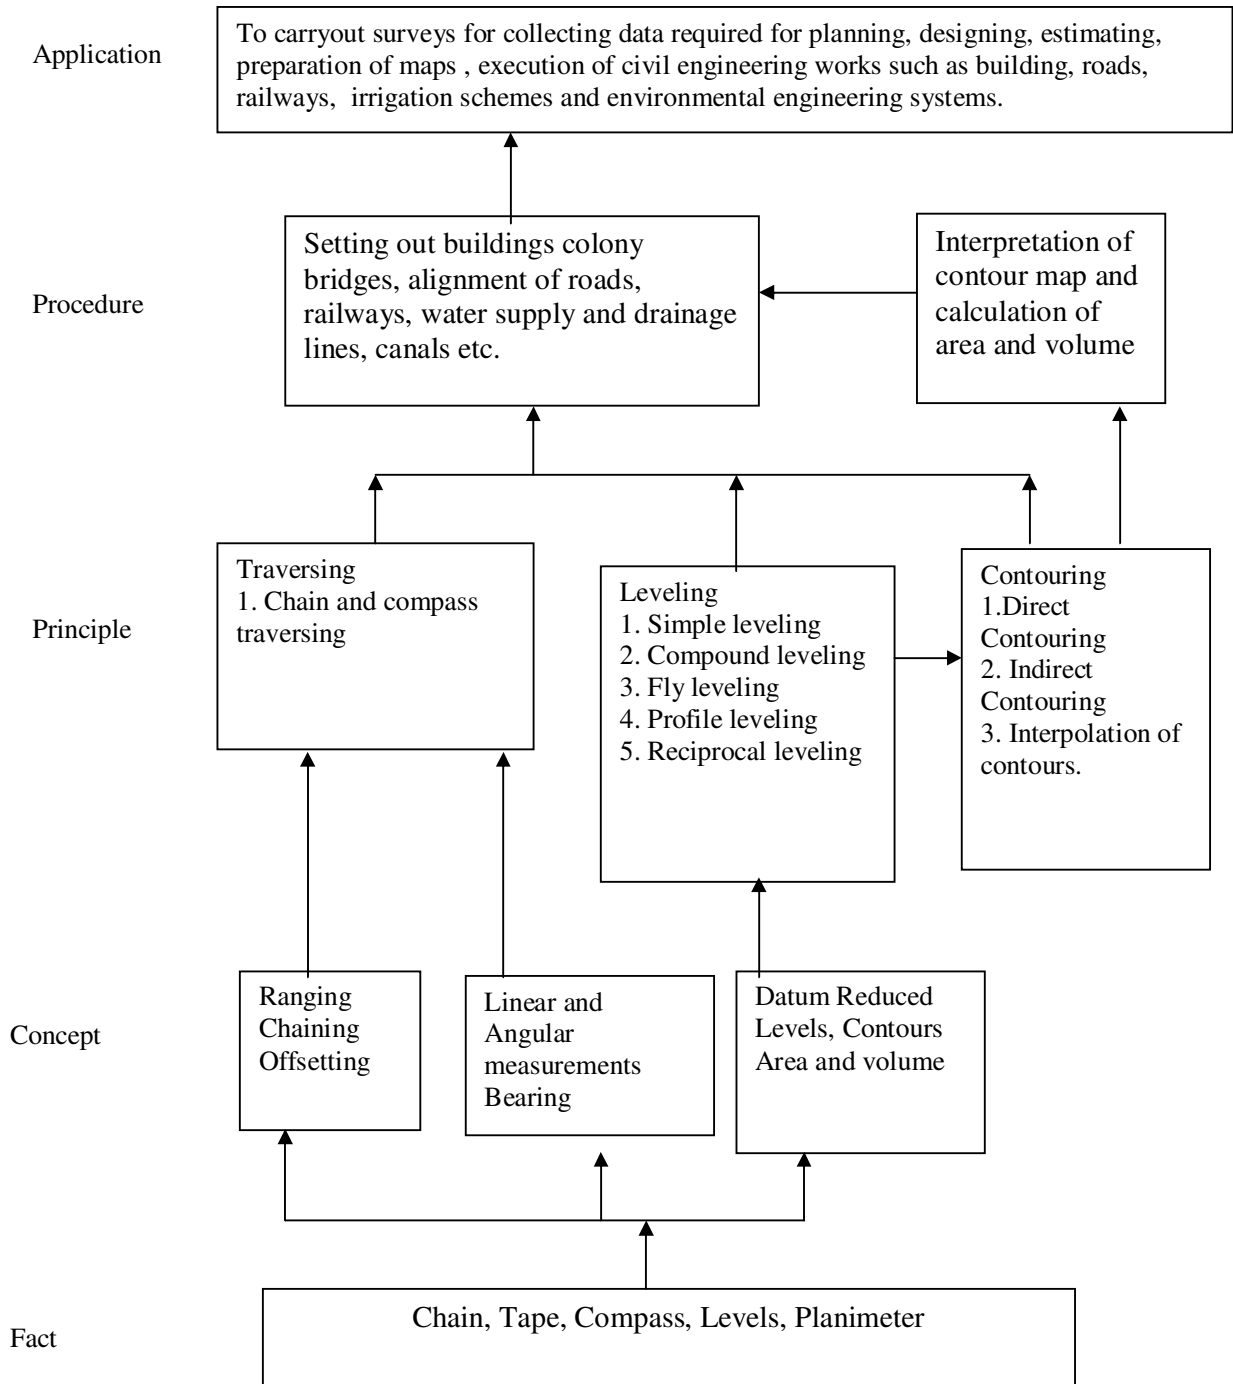 Application
To carryout surveys for collecting data required for planning, designing, estimating,
preparation of maps , execution of civil engineering works such as building, roads,
railways, irrigation schemes and environmental engineering systems.
Procedure
Setting out buildings colony
bridges, alignment of roads,
railways, water supply and drainage
lines, canals etc.
Interpretation of
contour map and
calculation of
area and volume
Principle
Traversing
1. Chain and compass
traversing
Leveling
1. Simple leveling
2. Compound leveling
3. Fly leveling
4. Profile leveling
5. Reciprocal leveling
Contouring
1.Direct
Contouring
2. Indirect
Contouring
3. Interpolation of
contours.
Concept
Ranging
Chaining
Offsetting
Linear and
Angular
measurements
Bearing
Datum Reduced
Levels, Contours
Area and volume
Fact
Chain, Tape, Compass, Levels, Planimeter